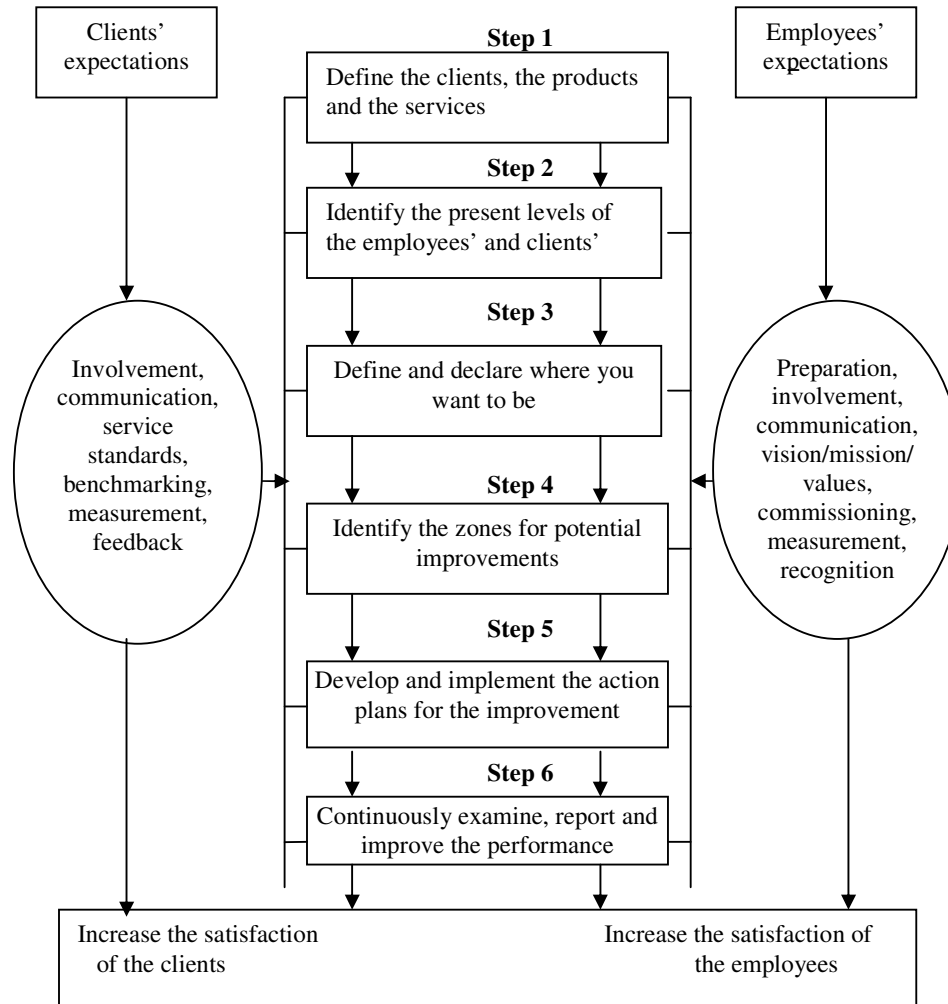 Clients’
expectations
Step 1
Define the clients, the products
and the services
Employees’
expectations
Step 2
Identify the present levels of
the employees’ and clients’
Step 3
Define and declare where you
want to be
Involvement,
communication,
service
standards,
benchmarking,
measurement,
feedback
Preparation,
involvement,
communication,
vision/mission/
values,
commissioning,
measurement,
recognition
Step 4
Identify the zones for potential
improvements
Step 5
Develop and implement the action
plans for the improvement
Step 6
Continuously examine, report and
improve the performance
Increase the satisfaction
of the clients
Increase the satisfaction of
the employees